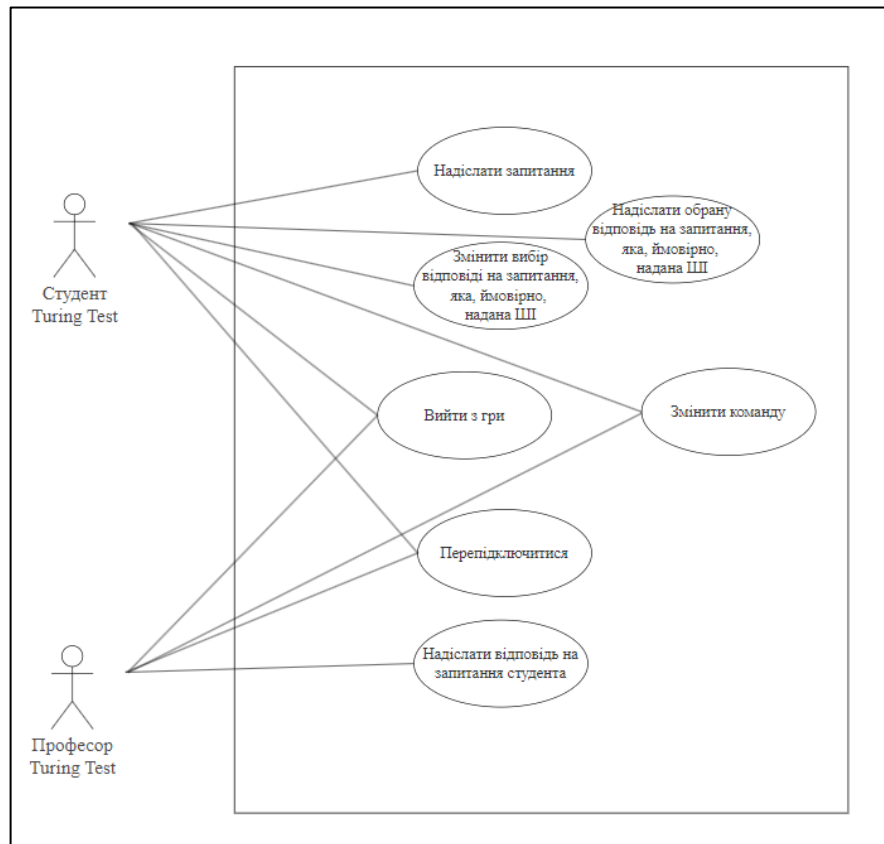 Надіслати запитання
Надіслати обрану
відповідь на запитання,
яка, ймовірно,
надана ШІ
Змінити вибір
відповіді на запитання,
яка, ймовірно,
надана ШІ
Студент
Turing Test
Вийти з гри
Змінити команду
Перепідключитися
Надіслати відповідь на
запитання студента
Професор
Turing Test